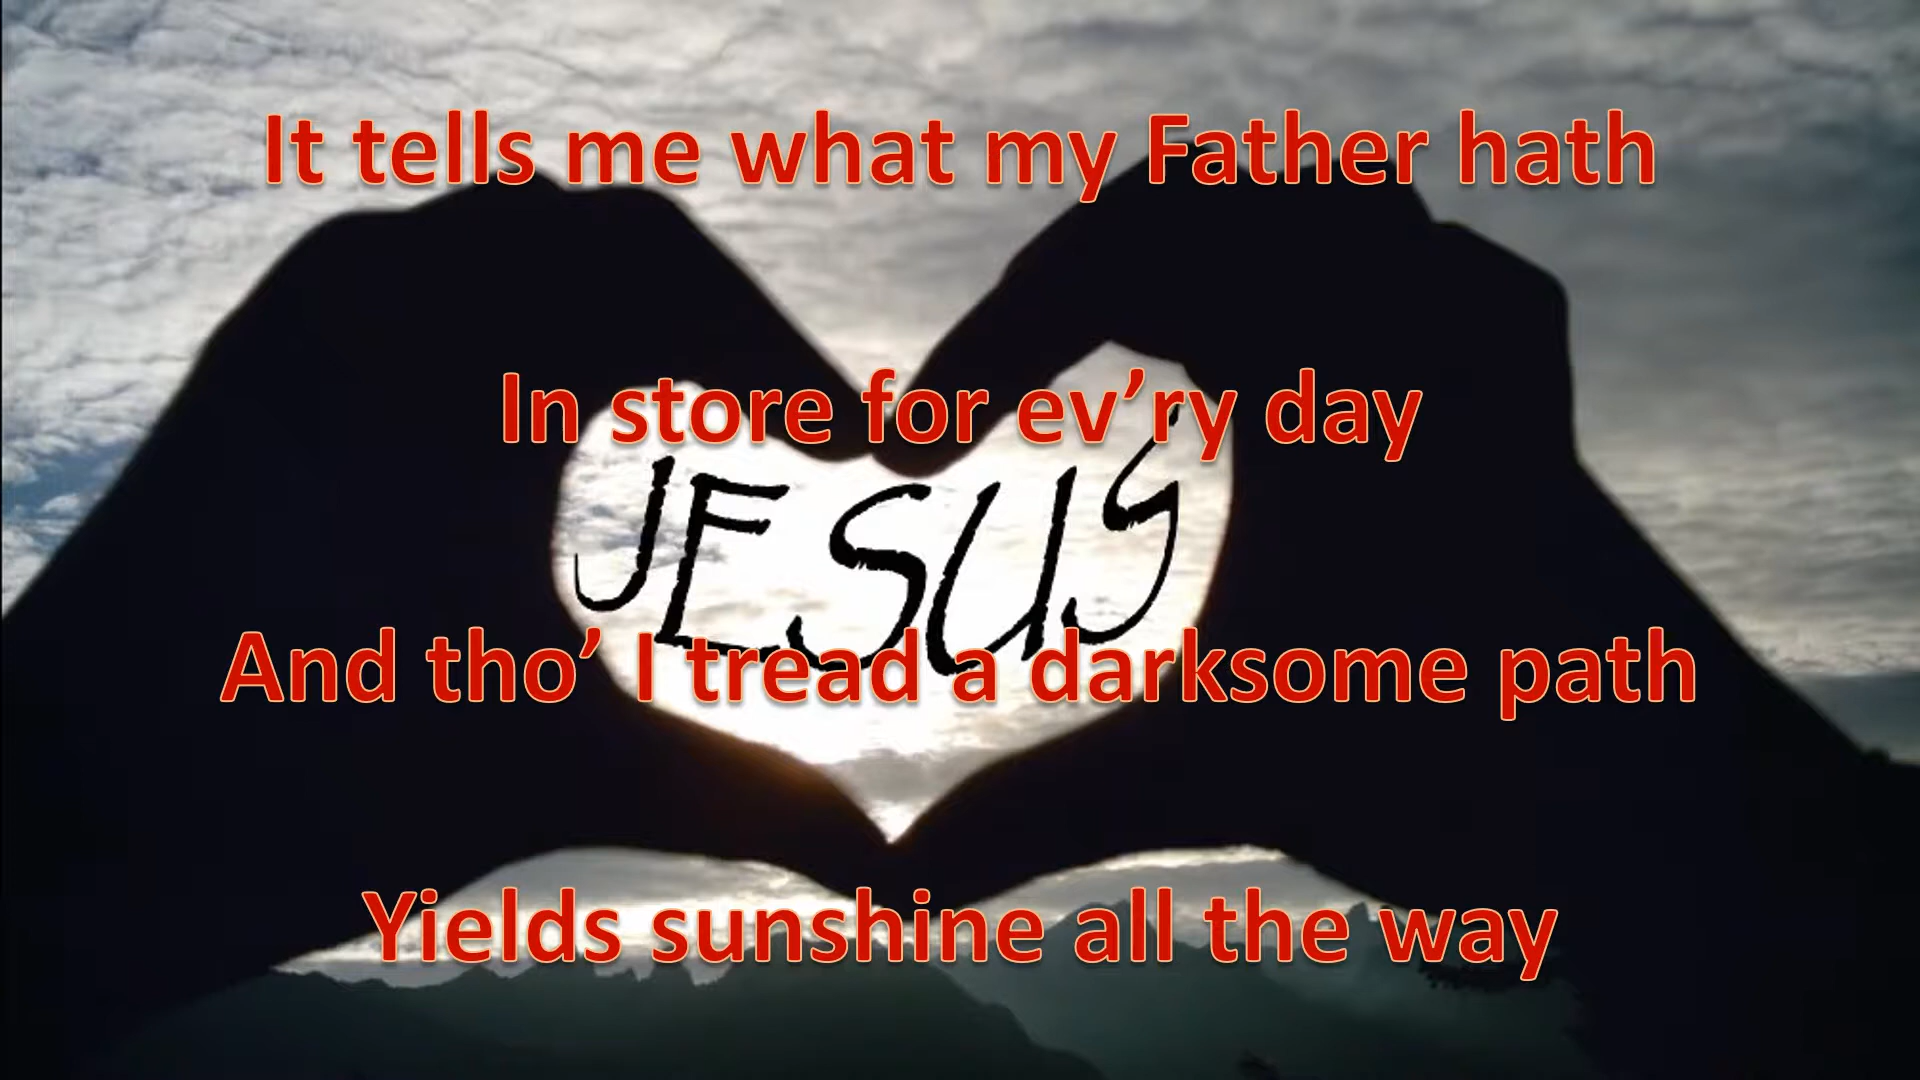 It tells me what my Father hath
In store for ev’ry day
JESUS
And tho’ I tread a darksome path
Yields sunshine all the way